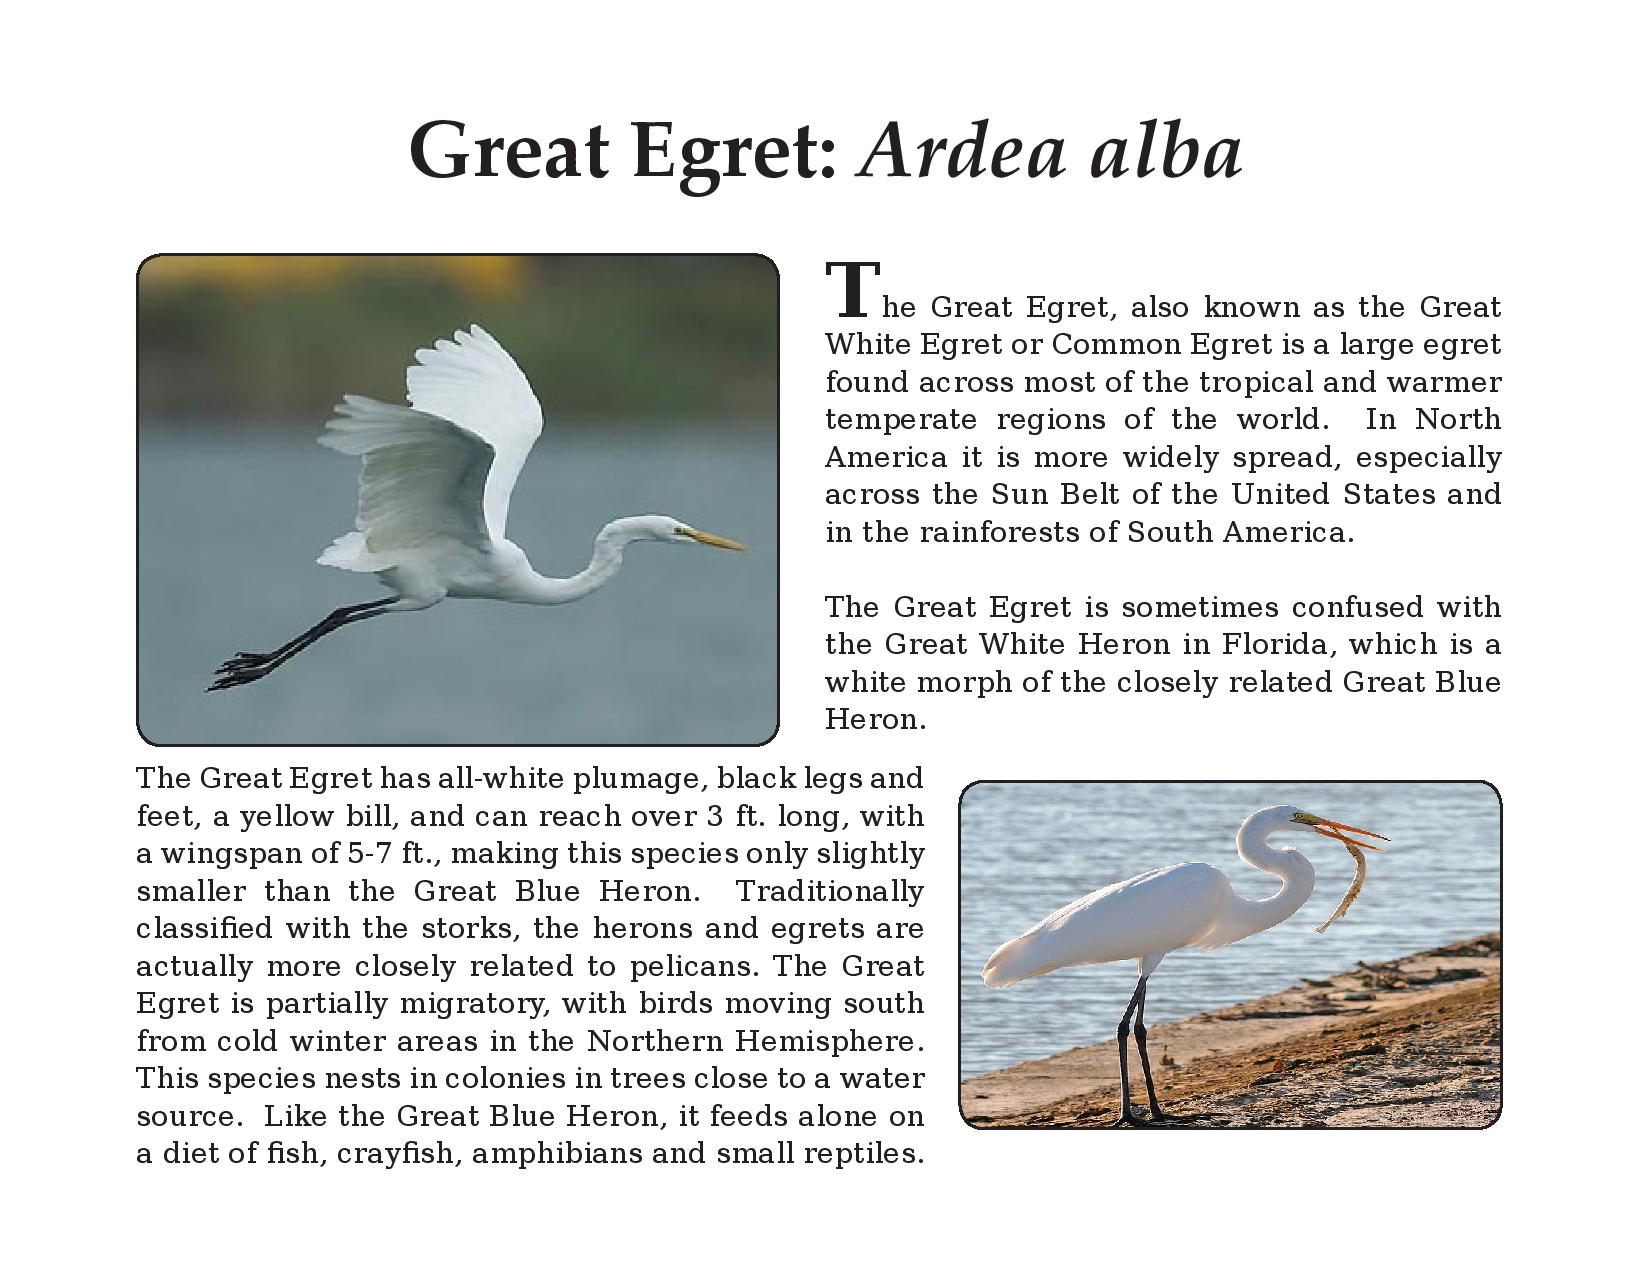 Great Egret: Ardea alba
The Great Egret, also known as the Great
White Egret or Common Egret is a large egret
found across most of the tropical and warmer
temperate regions of the world. In North
America it is more widely spread, especially
across the Sun Belt of the United States and
in the rainforests of South America.
The Great Egret is sometimes confused with
the Great White Heron in Florida, which is a
white morph of the closely related Great Blue
Heron.
The Great Egret has all-white plumage, black legs and
feet, a yellow bill, and can reach over 3 ft. long, with
a wingspan of 5-7 ft., making this species only slightly
smaller than the Great Blue Heron. Traditionally
classified with the storks, the herons and egrets are
actually more closely related to pelicans. The Great
Egret is partially migratory, with birds moving south
from cold winter areas in the Northern Hemisphere.
This species nests in colonies in trees close to a water
source. Like the Great Blue Heron, it feeds alone on
a diet of fish, crayfish, amphibians and small reptiles.